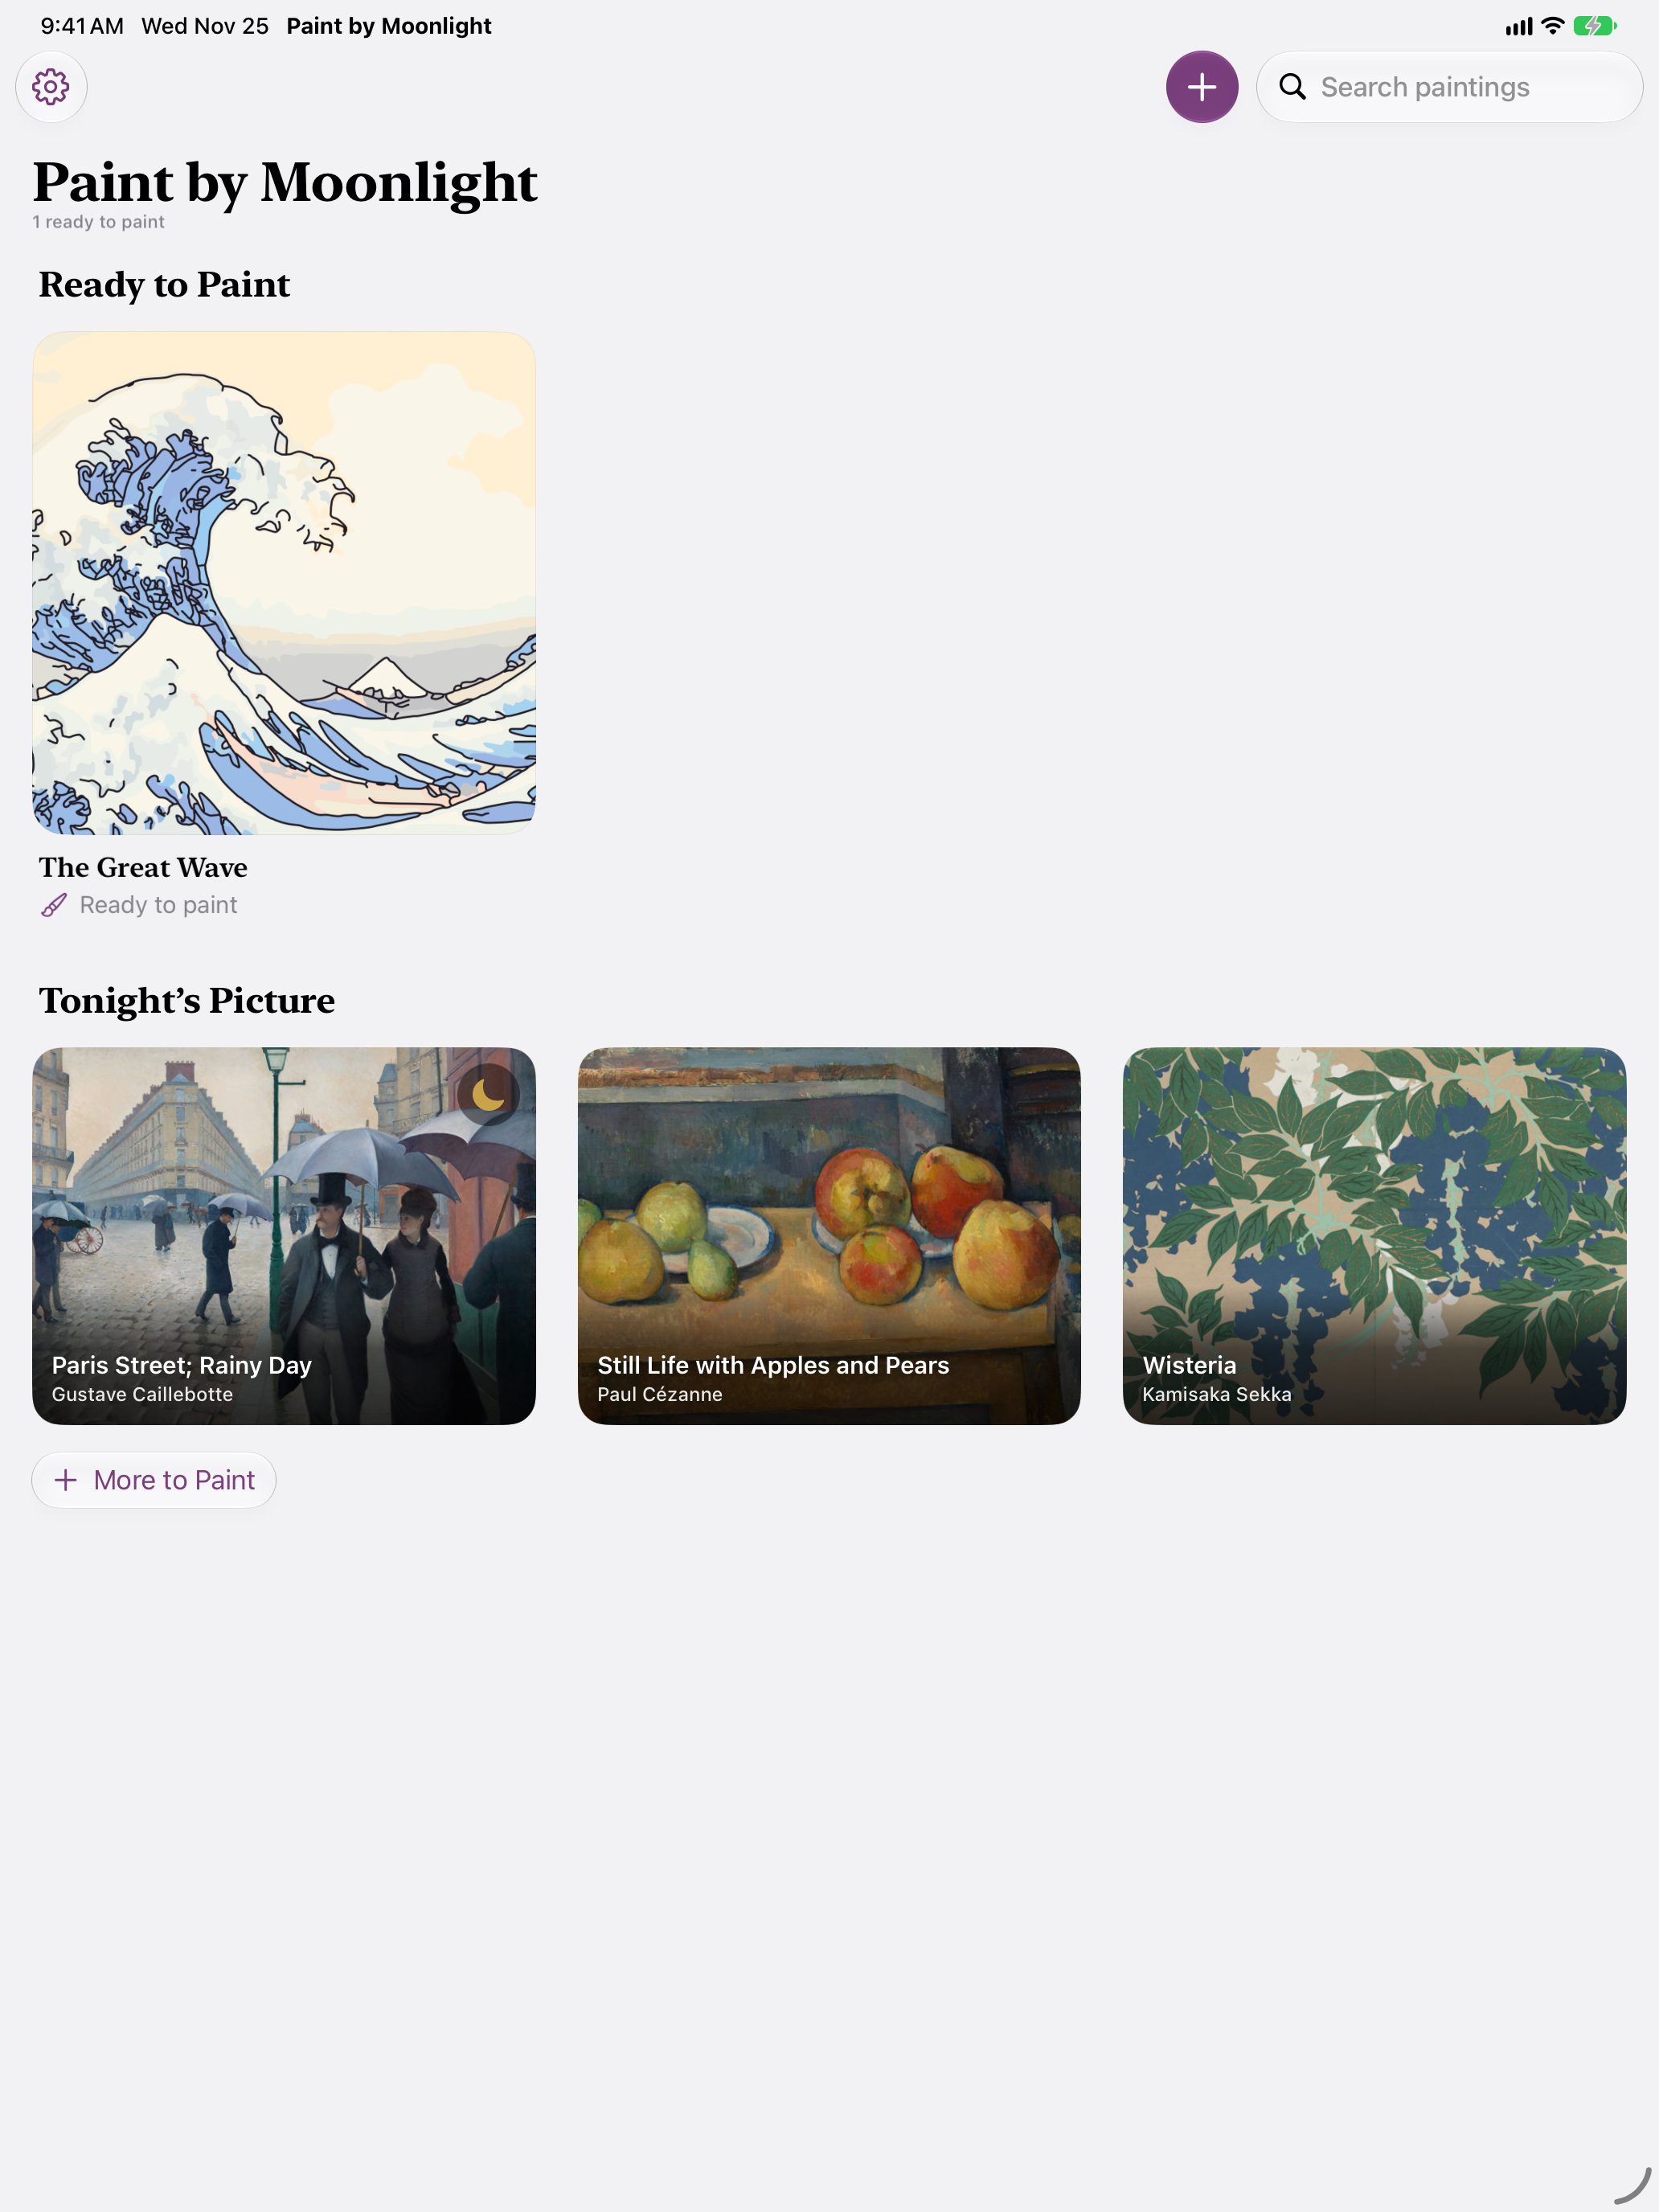 9:41 AM Wed Nov 25 Paint by Moonlight
Search paintings
Paint by Moonlight
1 ready to paint
Ready to Paint
The Great Wave
Ready to paint
Tonight’s Picture
Paris Street; Rainy Day
Gustave Caillebotte
Still Life with Apples and Pears
Paul Cézanne
Wisteria
Kamisaka Sekka
More to Paint